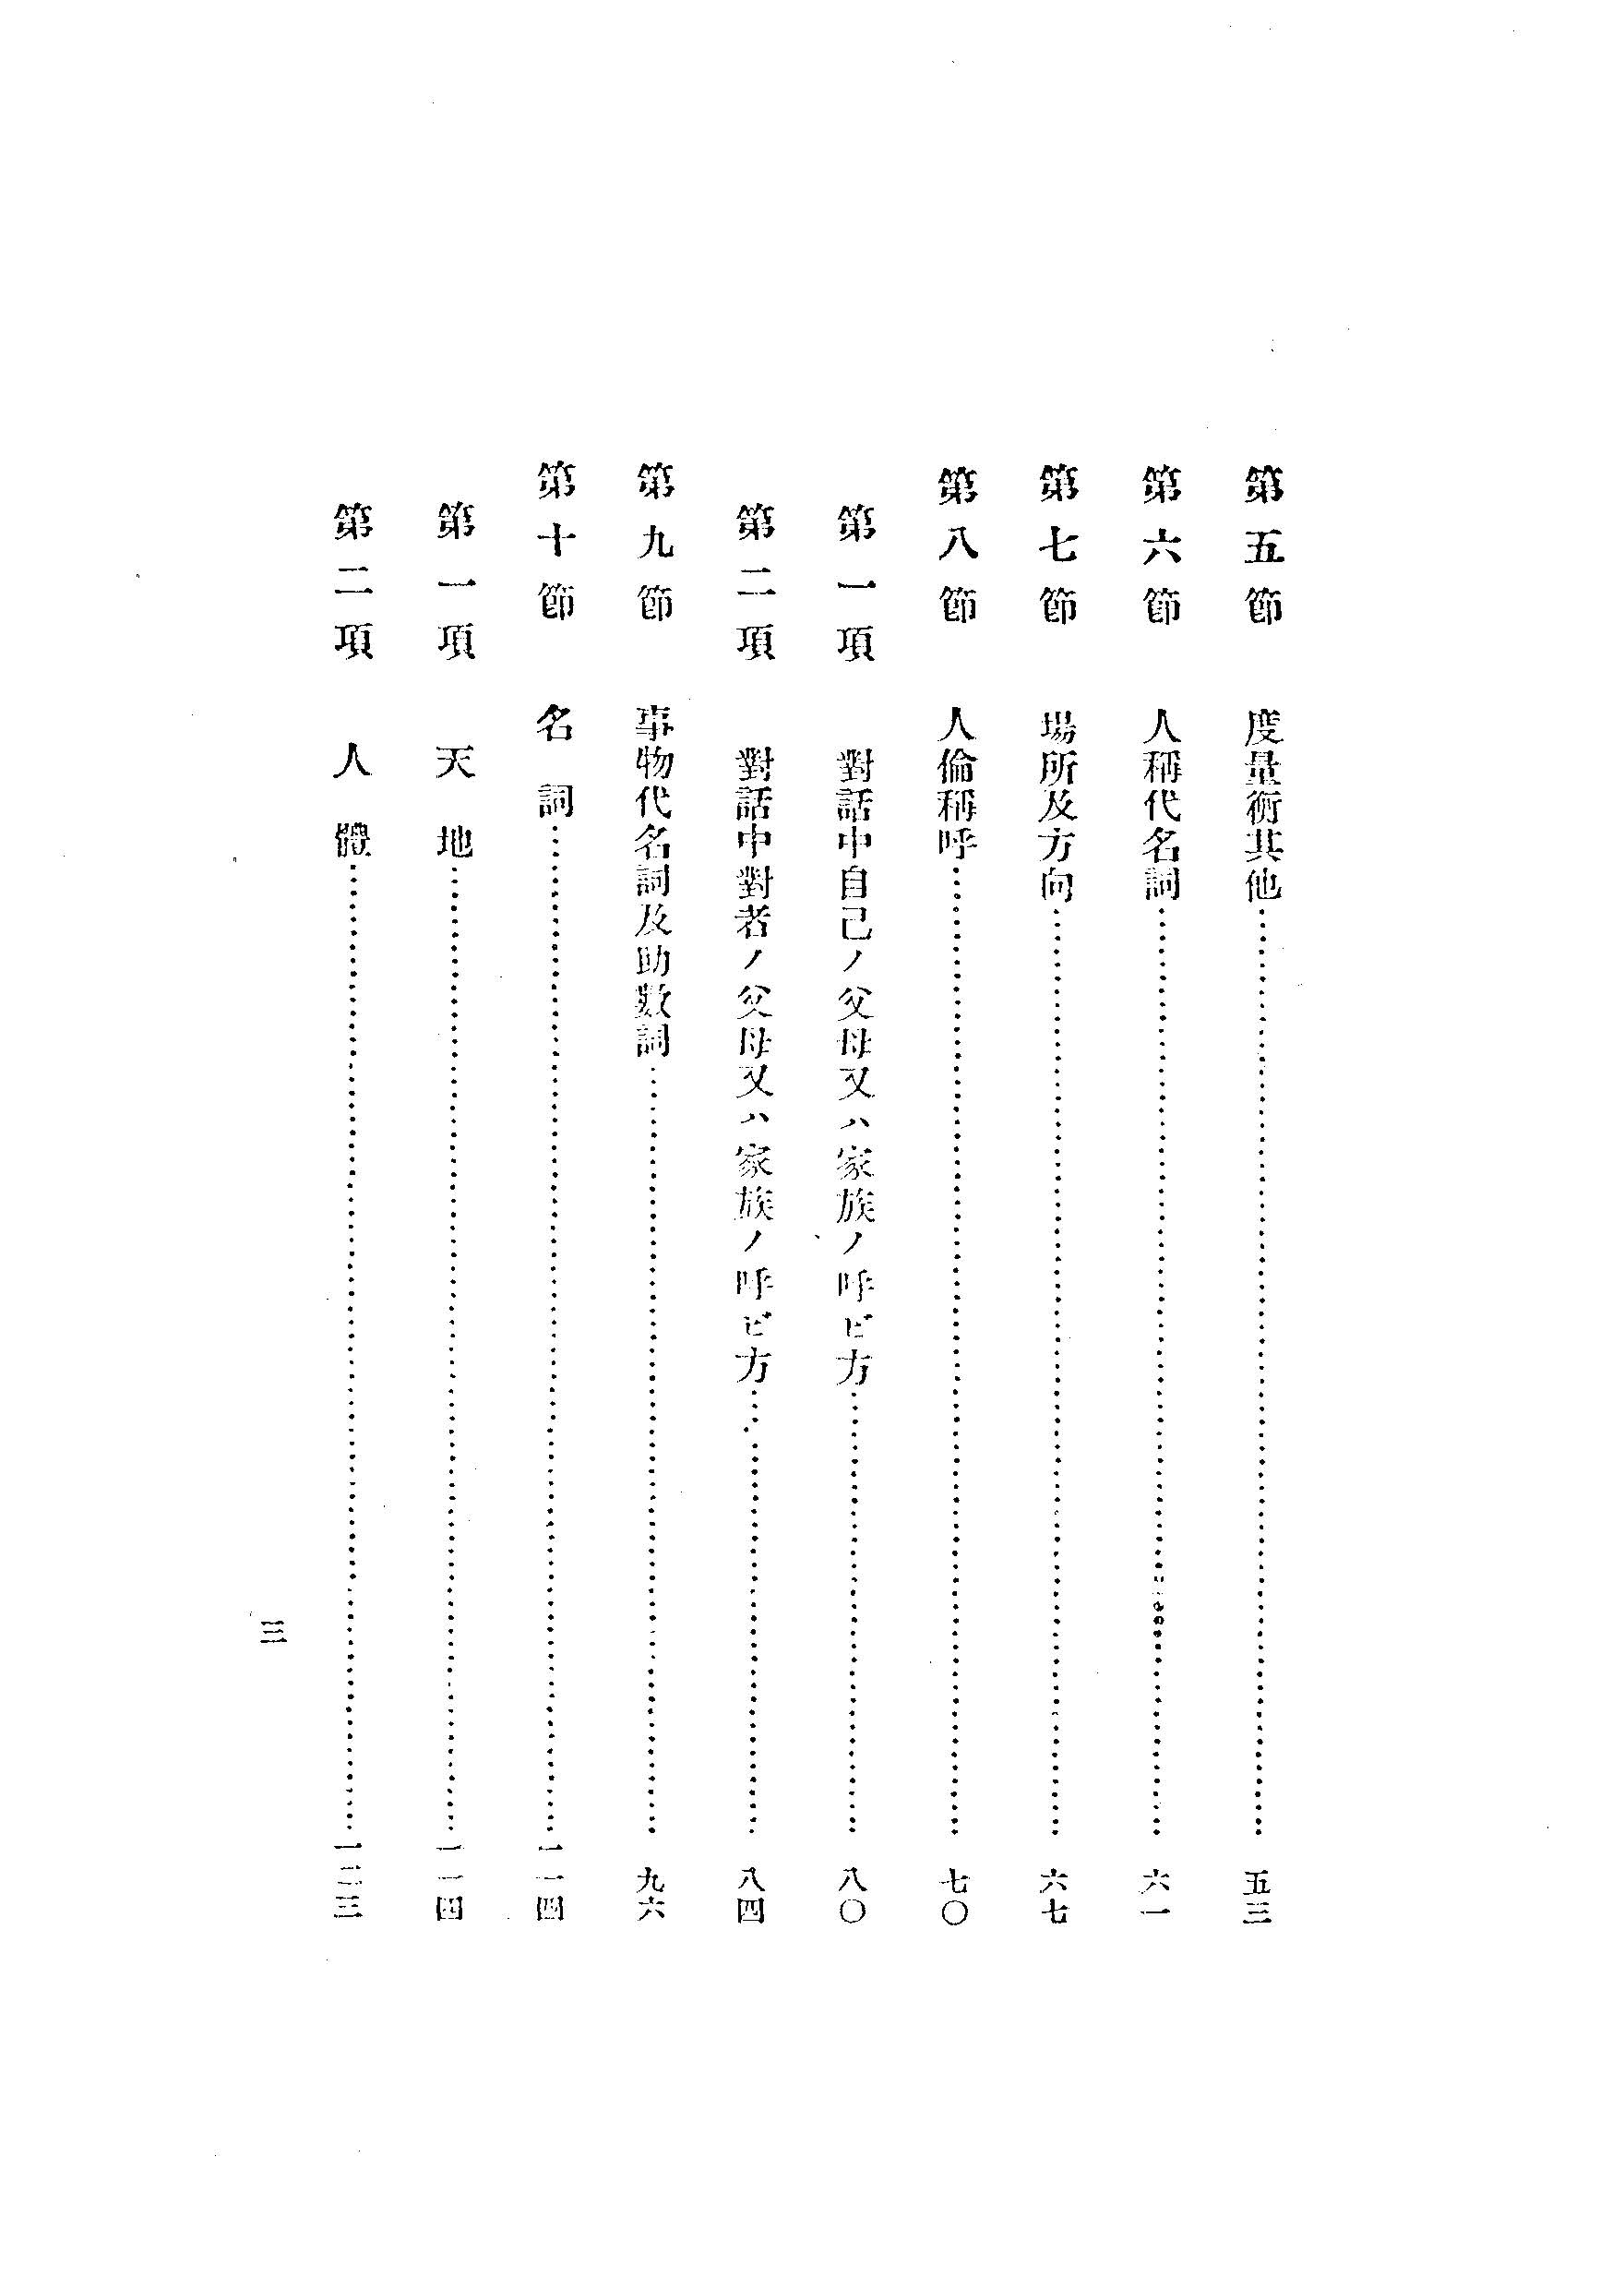 第五節　度量衡其他…………五三
第六節　人稱代名詞…………六一
第七節　場所及方向…………六七
第八節　人倫稱呼…………七〇
第一項　對話中自己ノ父母又ハ家族ノ呼ビ方…………八〇
第二項　對話中對者ノ父母又ハ家族ノ呼ビ方…………八四
第九節　事物代名詞及助數詞…………九六
第十節　名　詞…………一一四
第一項　天　地…………一一四
第二項　人　體…………一二三
三